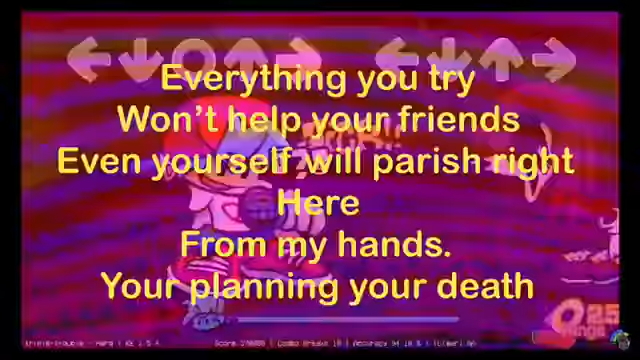 Everything you try
Won't help your friends
Even yourself will parish right
Here
From my hands.
Your planning your death